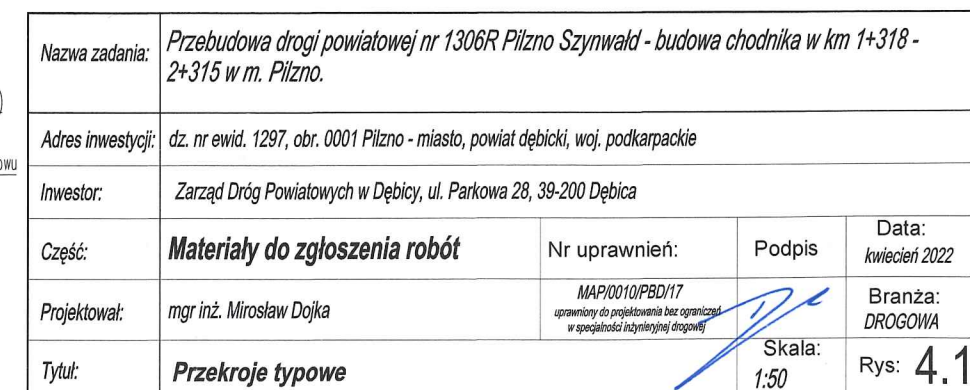 Nazwa zadania: Przebudowa drogi powiatowej nr 1306R Pilzno Szynwałd - budowa chodnika w km 1+318 -
2+315 w m. Pilzno.
Adres inwestycji: dz. nr ewid. 1297, obr. 0001 Pilzno - miasto, powiat dębicki, woj. podkarpackie
Inwestor: Zarząd Dróg Powiatowych w Dębicy, ul. Parkowa 28, 39-200 Dębica
Część: Materiały do zgłoszenia robót Nr uprawnień: Podpis Data:
kwiecień 2022
Projektował: mgr inż. Mirosław Dojka MAP/0010/PBD/17
uprawniony do projektowania bez ograniczeń
w specjalności inżynieryjnej drogowej
Branża:
DROGOWA
Tytuł: Przekroje typowe Skala:
1:50
Rys: 4.1